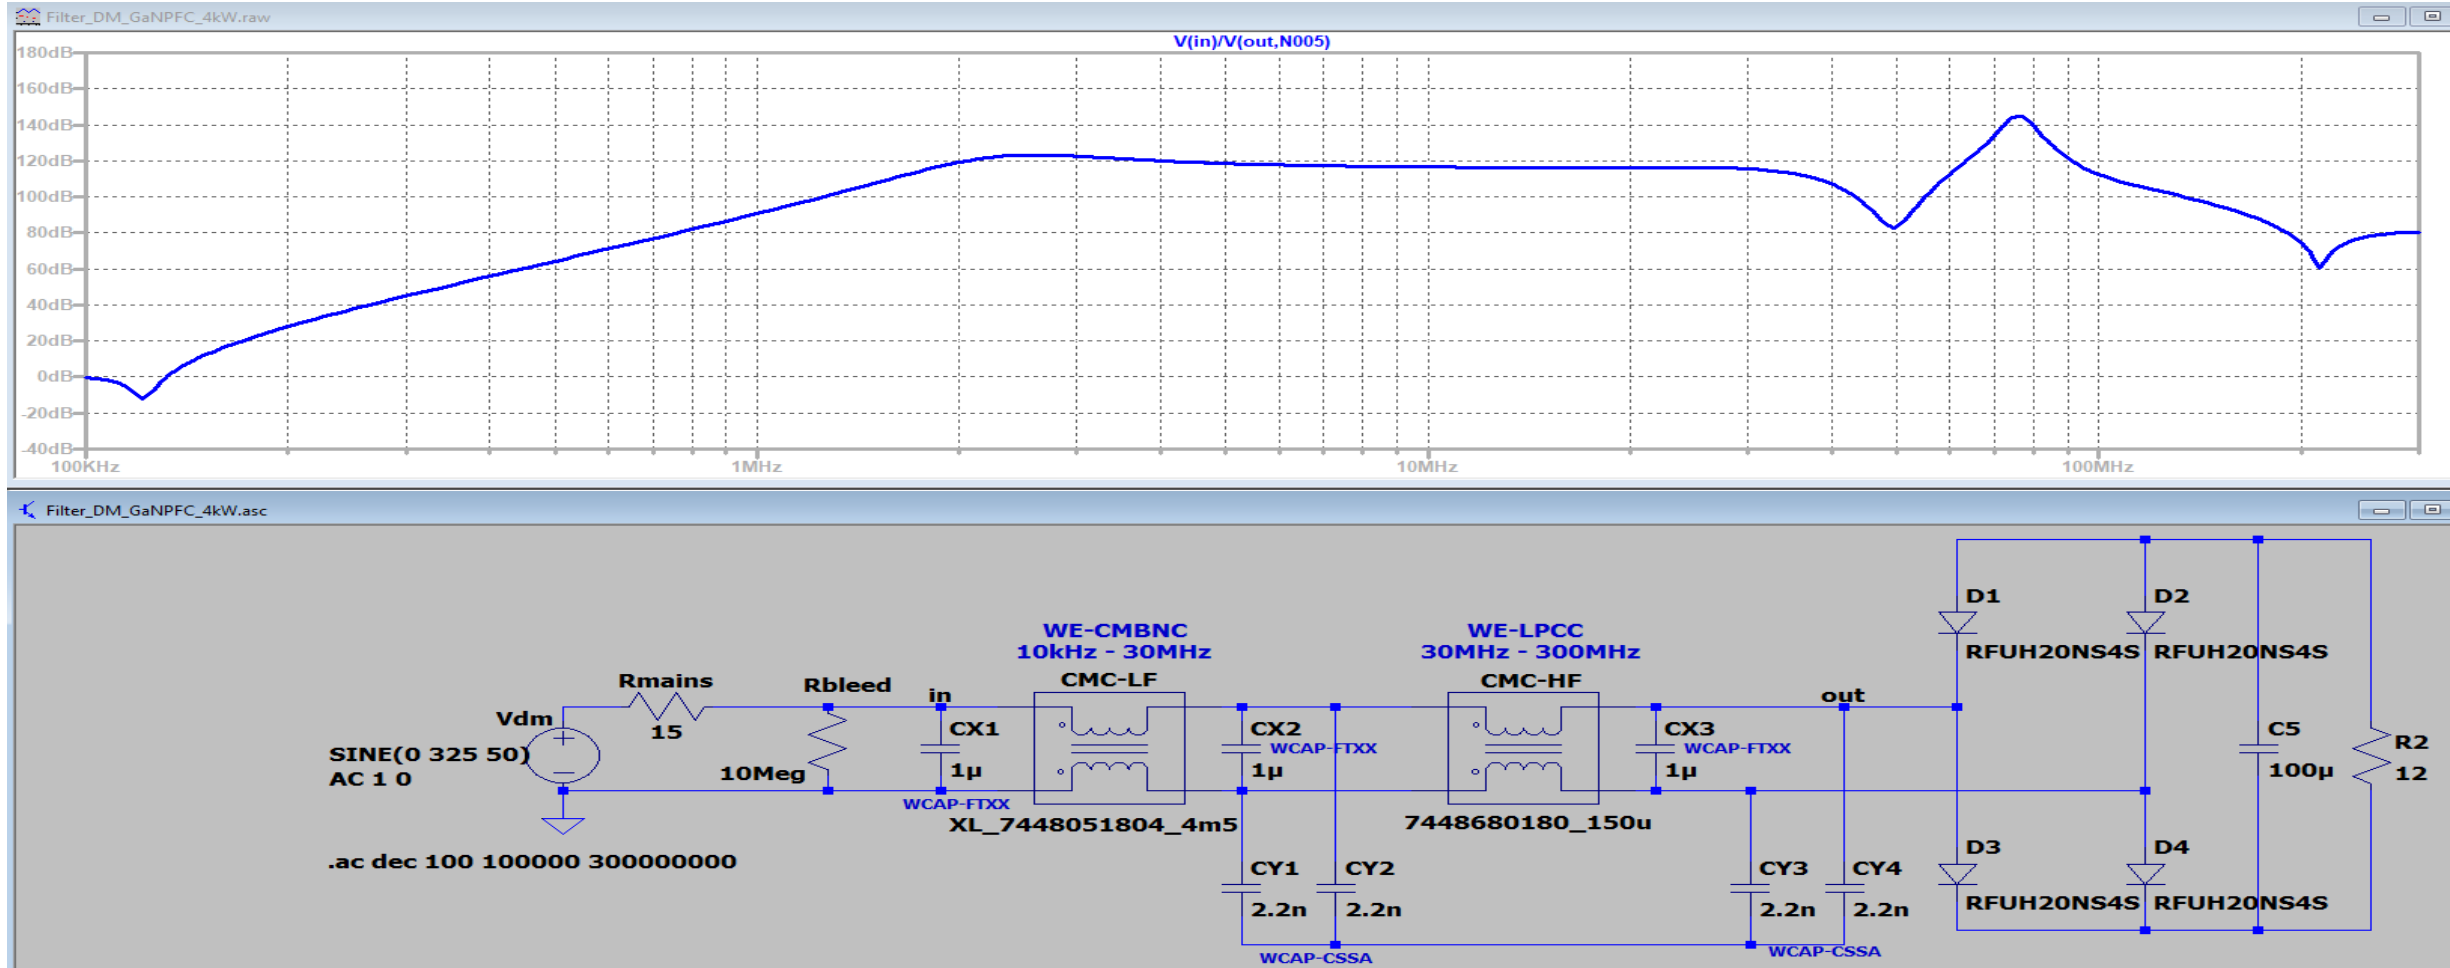 Filter_DM_GaNPFC_4kW.raw
V(in)/V(out,N005)
180dB
160dB
140dB
120dB
100dB
80dB
60dB
40dB
20dB
0dB
-20dB
-40dB
100KHz
1MHz
10MHz
100MHz
Filter_DM_GaNPFC_4kW.asc
Vdm
SINE(0 325 50)
AC 1 0
.ac dec 100 100000 300000000
Rmains
15
Rbleed
10Meg
in
CX1
1µ
WCAP-FTXX
WE-CMBNC
10kHz - 30MHz
CMC-LF
XL_7448051804_4m5
CX2
WCAP-FTXX
1µ
CY1
2.2n
CY2
2.2n
WCAP-CSSA
WE-LPCC
30MHz - 300MHz
CMC-HF
7448680180_150u
CX3
WCAP-FTXX
1µ
out
CY3
2.2n
CY4
2.2n
WCAP-CSSA
D1
RFUH20NS4S
D2
RFUH20NS4S
D3
RFUH20NS4S
D4
RFUH20NS4S
C5
100µ
R2
12